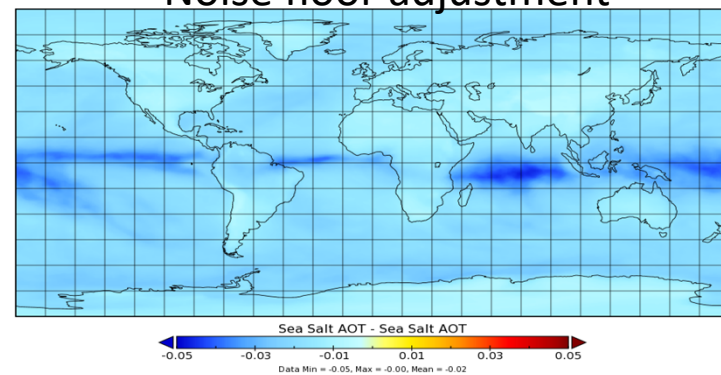 Noise floor adjustment
Sea Salt AOT - Sea Salt AOT
-0.05 -0.03 -0.01 0.01 0.03 0.05
Data Min = -0.05, Max = -0.00, Mean = -0.02